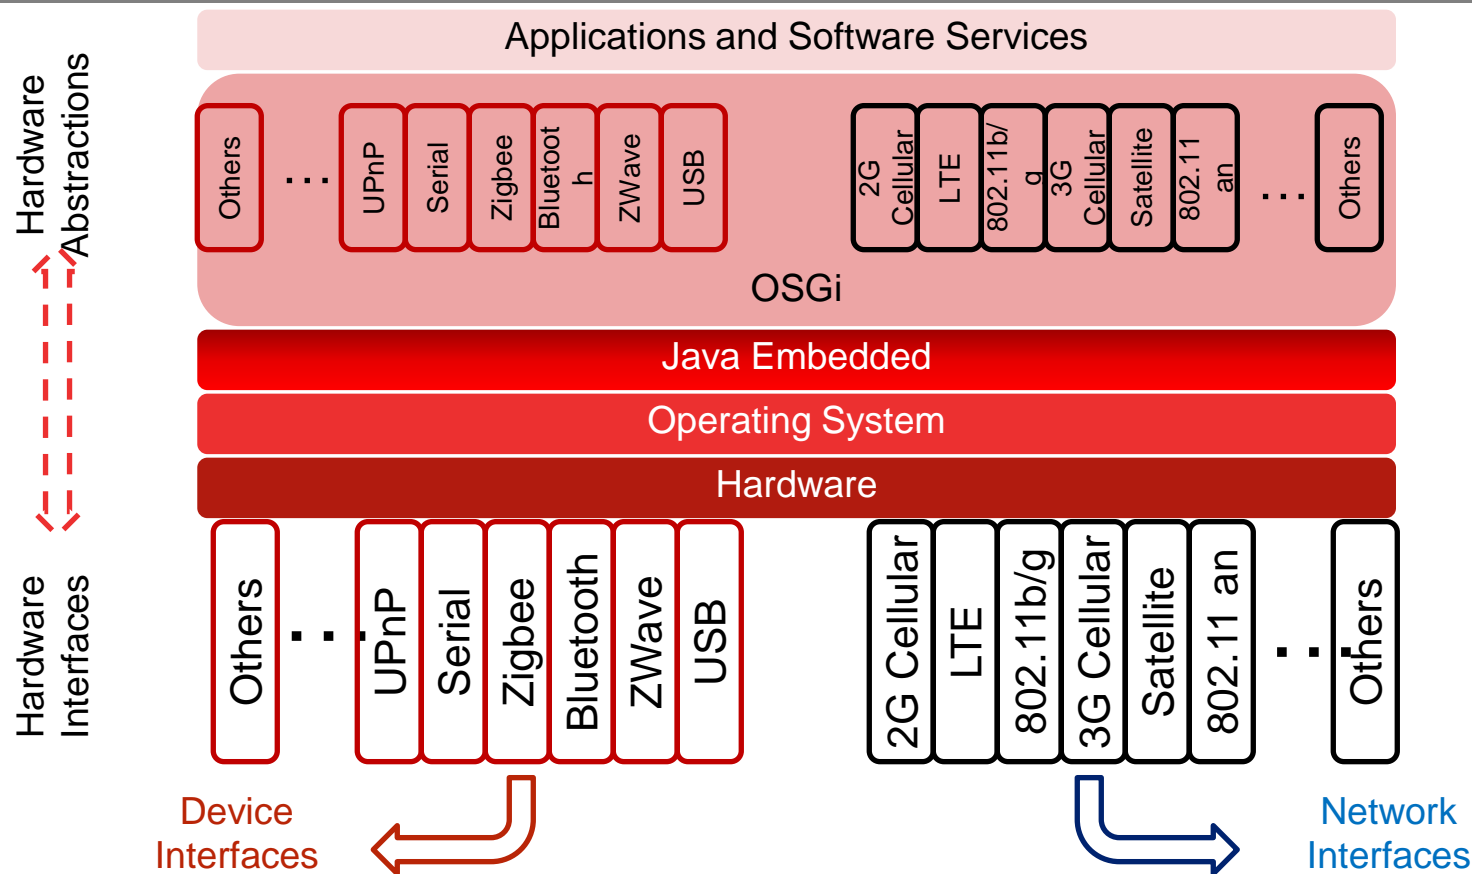 Applications and Software Services
Hardware
Abstractions
Others
...
UPnP
Serial
Zigbee
Bluetoot
h
ZWave
USB
2G
Cellular
LTE
802.11b/
g
3G
Cellular
Satellite
802.11
an
...
Others
OSGi
Java Embedded
Operating System
Hardware
Hardware
Interfaces
Others
...
UPnP
Serial
Zigbee
Bluetooth
ZWave
USB
2G Cellular
LTE
802.11b/g
3G Cellular
Satellite
802.11 an
...
Others
Device
Interfaces
Network
Interfaces